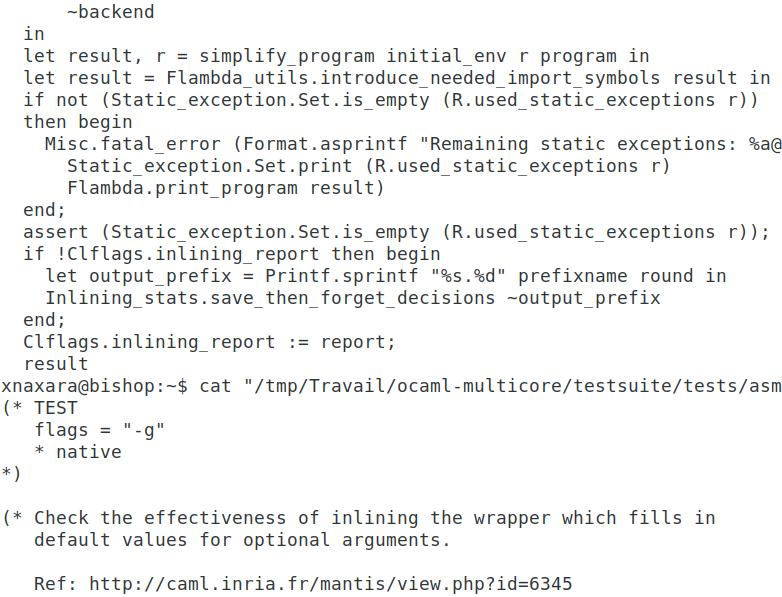 ~backend
  in
  let result, r = simplify_program initial_env r program in
  let result = Flambda_utils.introduce_needed_import_symbols result in
  if not (Static_exception.Set.is_empty (R.used_static_exceptions r))
  then begin
    Misc.fatal_error (Format.asprintf "Remaining static exceptions: %a@
      Static_exception.Set.print (R.used_static_exceptions r)
      Flambda.print_program result)
  end;
  assert (Static_exception.Set.is_empty (R.used_static_exceptions r));
  if !Clflags.inlining_report then begin
    let output_prefix = Printf.sprintf "%s.%d" prefixname round in
    Inlining_stats.save_then_forget_decisions ~output_prefix
  end;
  Clflags.inlining_report := report;
  result
xnaxara@bishop:~$ cat "/tmp/Travail/ocaml-multicore/testsuite/tests/asm
(* TEST
   flags = "-g"
   * native
*)

(* Check the effectiveness of inlining the wrapper which fills in
   default values for optional arguments.

   Ref: http://caml.inria.fr/mantis/view.php?id=6345